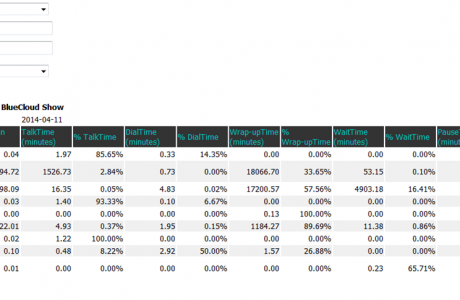 BlueCloud Show
2014-04-11
TalkTime (minutes) % TalkTime DialTime (minutes) % DialTime Wrap-upTime (minutes) % Wrap-upTime WaitTime (minutes) % WaitTime
0.04 1.97 85.65% 0.33 14.35% 0.00 0.00% 0.00 0.00%
94.72 1526.73 2.84% 0.73 0.00% 18066.70 33.65% 53.15 0.10%
98.09 16.35 0.05% 4.83 0.02% 17200.57 57.56% 4903.18 16.41%
0.03 1.40 93.33% 0.10 6.67% 0.00 0.00% 0.00 0.00%
0.00 0.00 0.00% 0.00 0.00% 0.13 100.00% 0.00 0.00%
22.01 4.93 0.37% 1.95 0.15% 1184.27 89.69% 11.38 0.86%
0.02 1.22 100.00% 0.00 0.00% 0.00 0.00% 0.00 0.00%
0.10 0.48 8.22% 2.92 50.00% 1.57 26.88% 0.00 0.00%
0.01 0.00 0.00% 0.00 0.00% 0.00 0.00% 0.23 65.71%